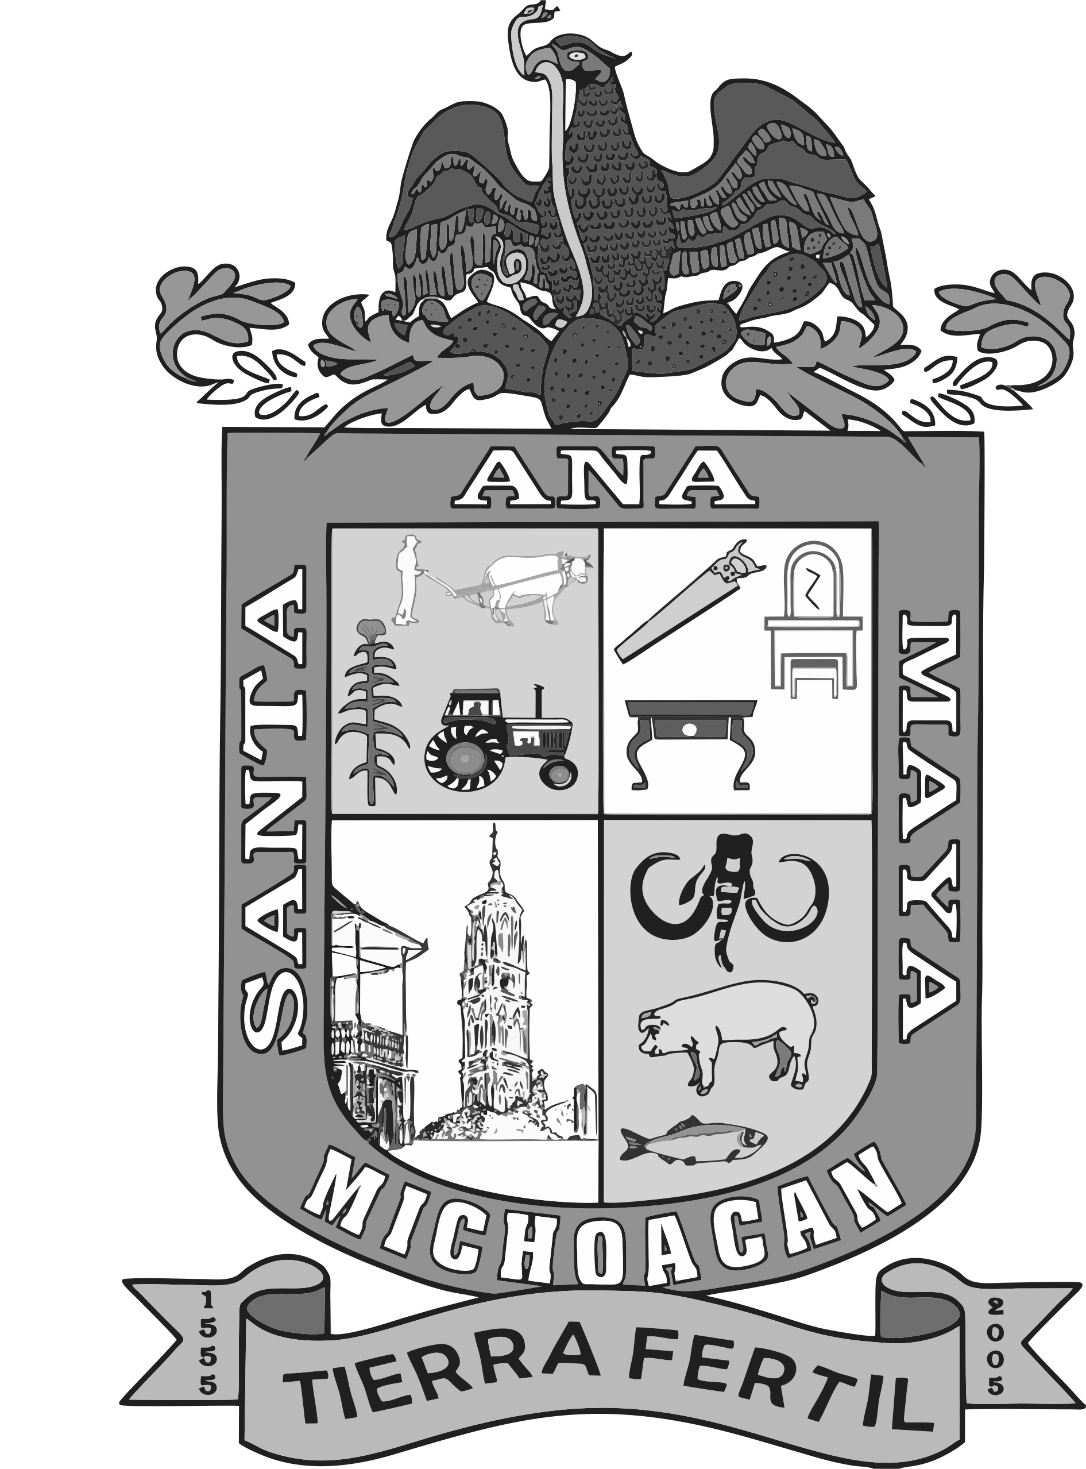 SANTA
ANA
MAYA
MICHOACAN
1555
TIERRA FERTIL
2005